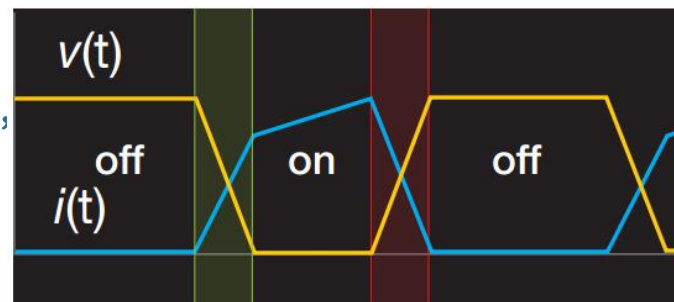 v(t)
,
off on off
i(t)